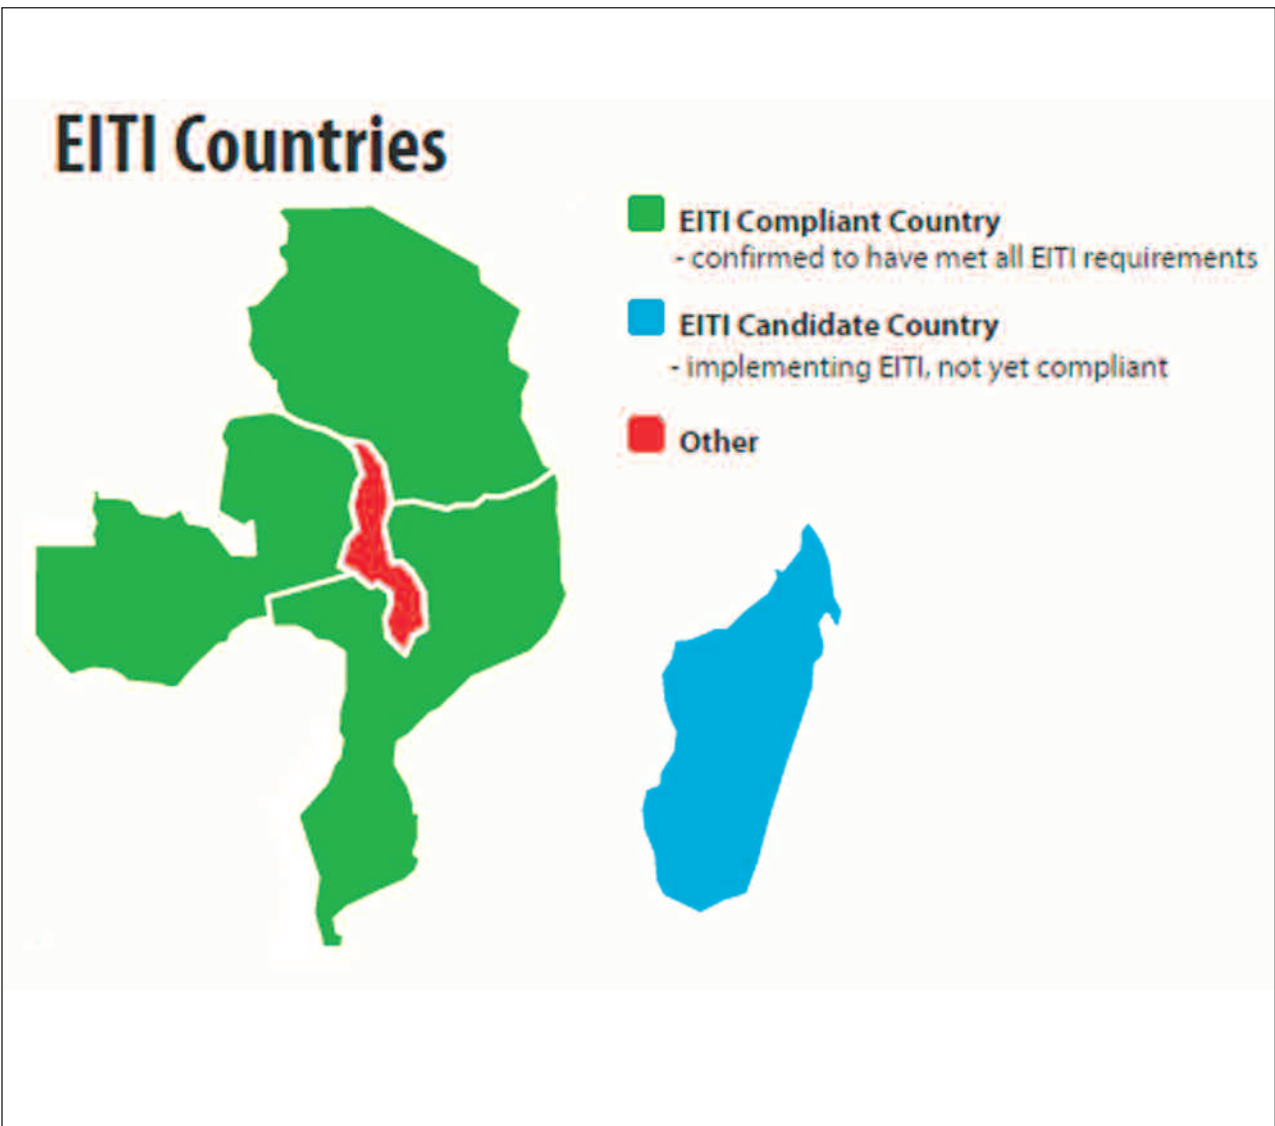 EITI Countries
EITI Compliant Country
- confirmed to have met all EITI requirements
EITI Candidate Country
- implementing EITI, not yet compliant
Other